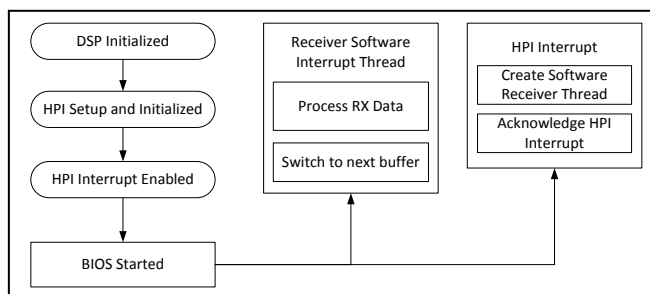 DSP Initialized
HPI Setup and Initialized
HPI Interrupt Enabled
BIOS Started
Receiver Software
Interrupt Thread
Process RX Data
Switch to next buffer
HPI Interrupt
Create Software
Receiver Thread
Acknowledge HPI
Interrupt